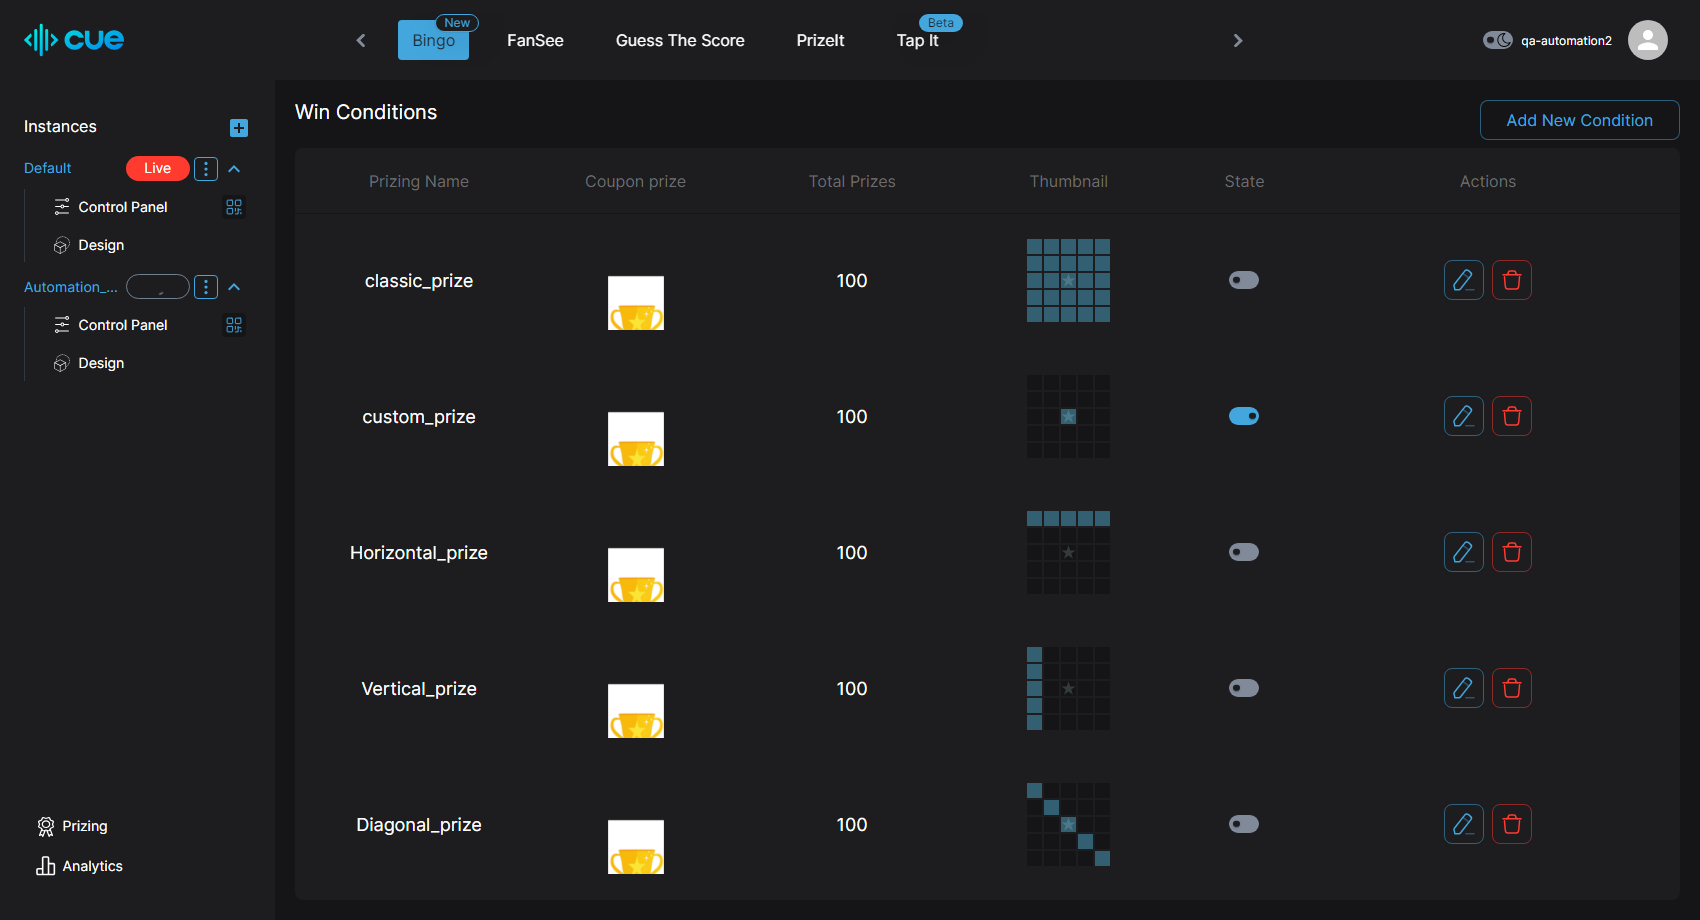 cue
New
Bingo
FanSee
Guess The Score
PrizeIt
Beta
Tap It
qa-automation2
Instances
Default
Live
Control Panel
Design
Automation_...
Control Panel
Design
Prizing
Analytics
Win Conditions
Add New Condition
Prizing Name Coupon prize Total Prizes Thumbnail State Actions
classic_prize 100
custom_prize 100
Horizontal_prize 100
Vertical_prize 100
Diagonal_prize 100